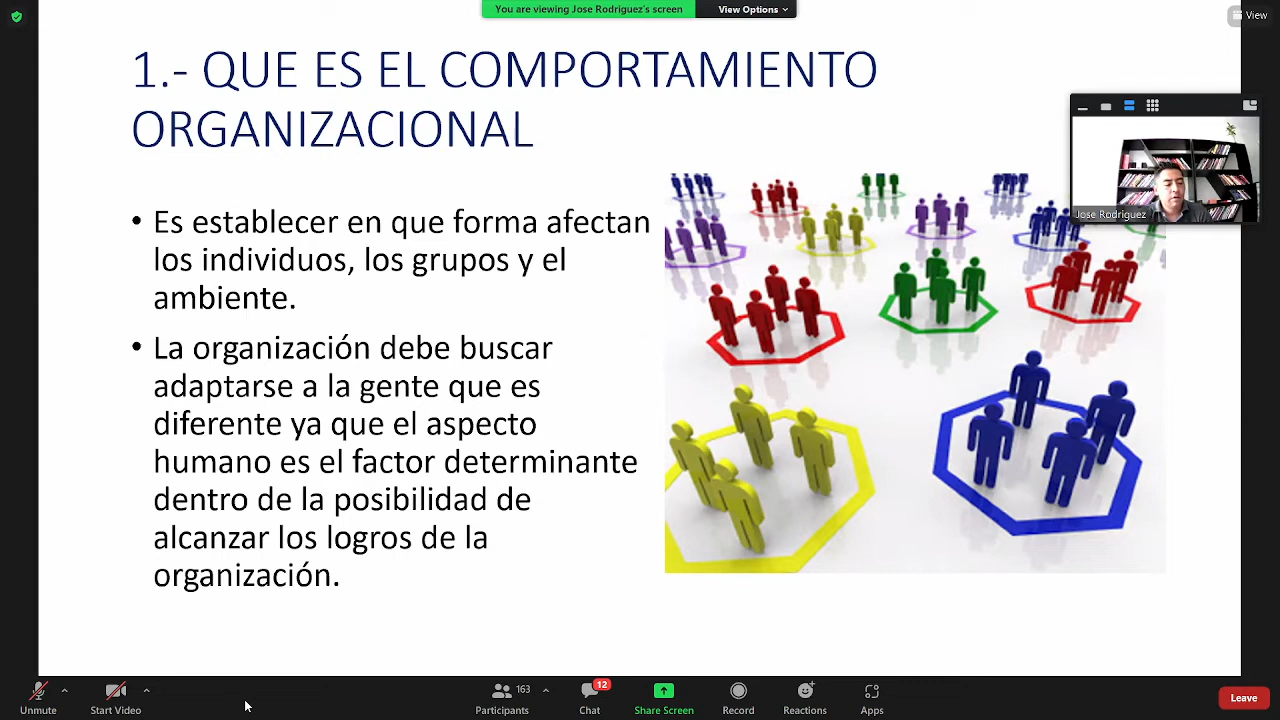 You are viewing Jose Rodriguez's screen
View Options
View
1.- QUE ES EL COMPORTAMIENTO
ORGANIZACIONAL
Jose Rodriguez
• Es establecer en que forma afectan
los individuos, los grupos y el
ambiente.
• La organización debe buscar
adaptarse a la gente que es
diferente ya que el aspecto
humano es el factor determinante
dentro de la posibilidad de
alcanzar los logros de la
organización.
Unmute
Start Video
163
Participants
12
Chat
Share Screen
Record
Reactions
Apps
Leave